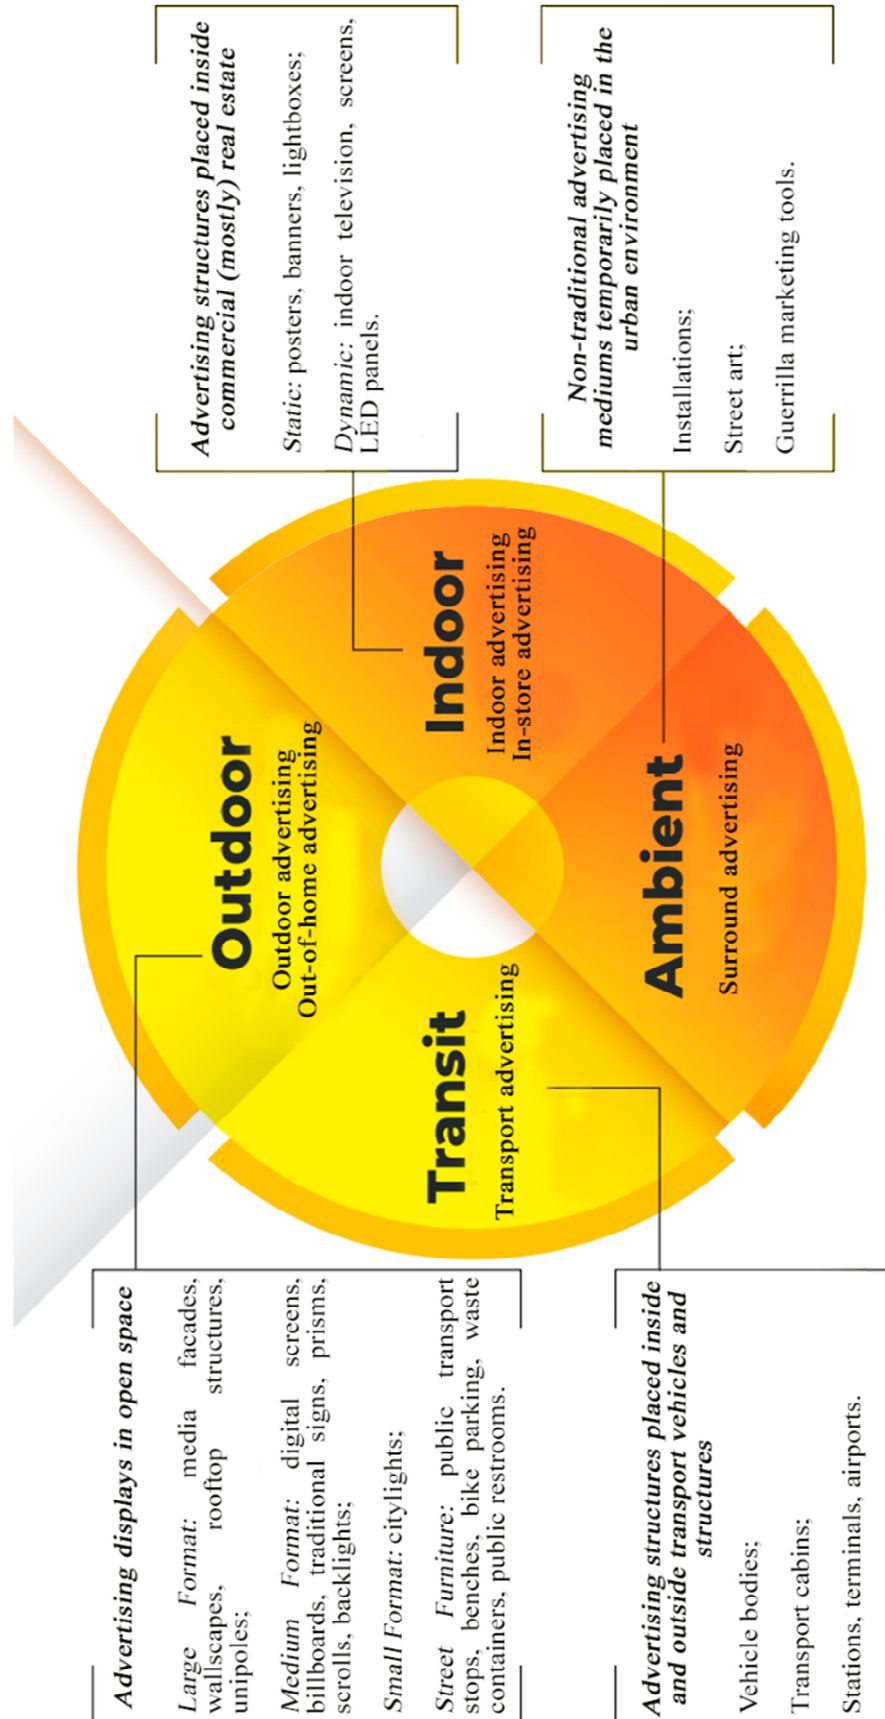 Advertising displays in open space
Large Format: media facades,
wallscapes, rooftop structures,
unipoles;
Medium Format: digital screens,
billboards, traditional signs, prisms,
scrolls, backlights;
Small Format: citylights;
Street Furniture: public transport
stops, benches, bike parking, waste
containers, public restrooms.
Outdoor
Outdoor advertising
Out-of-home advertising
Advertising structures placed inside
commercial (mostly) real estate
Static: posters, banners, lightboxes;
Dynamic: indoor television, screens,
LED panels.
Transit
Transport advertising
Indoor
Indoor advertising
In-store advertising
Advertising structures placed inside
and outside transport vehicles and
structures
Vehicle bodies;
Transport cabins;
Stations, terminals, airports.
Ambient
Surround advertising
Non-traditional advertising
mediums temporarily placed in the
urban environment
Installations;
Street art;
Guerrilla marketing tools.